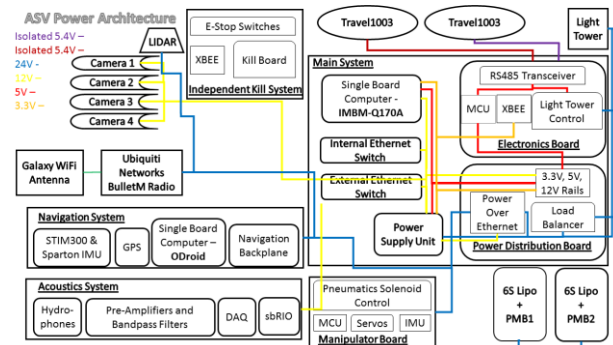 ASV Power Architecture
Isolated 5.4V –
Isolated 5.4V –
24V -
12V –
5V –
3.3V –
LIDAR
Camera 1
Camera 2
Camera 3
Camera 4
E-Stop Switches
XBEE
Kill Board
Independent Kill System
Travel1003
Travel1003
Light
Tower
Main System
Single Board
Computer -
IMBM-Q170A
Internal Ethernet
Switch
External Ethernet
Switch
Power
Supply Unit
RS485 Transceiver
MCU
XBEE
Light Tower
Control
Electronics Board
3.3V, 5V,
12V Rails
Power
Over
Ethernet
Load
Balancer
Power Distribution Board
Galaxy WiFi
Antenna
Ubiquiti
Networks
BulletM Radio
Navigation System
STIM300 &
Sparton IMU
GPS
Single Board
Computer –
ODroid
Navigation
Backplane
Acoustics System
Hydro-
phones
Pre-Amplifiers and
Bandpass Filters
DAQ
sbRIO
Pneumatics Solenoid
Control
MCU
Servos
IMU
Manipulator Board
6S Lipo
+
PMB1
6S Lipo
+
PMB2